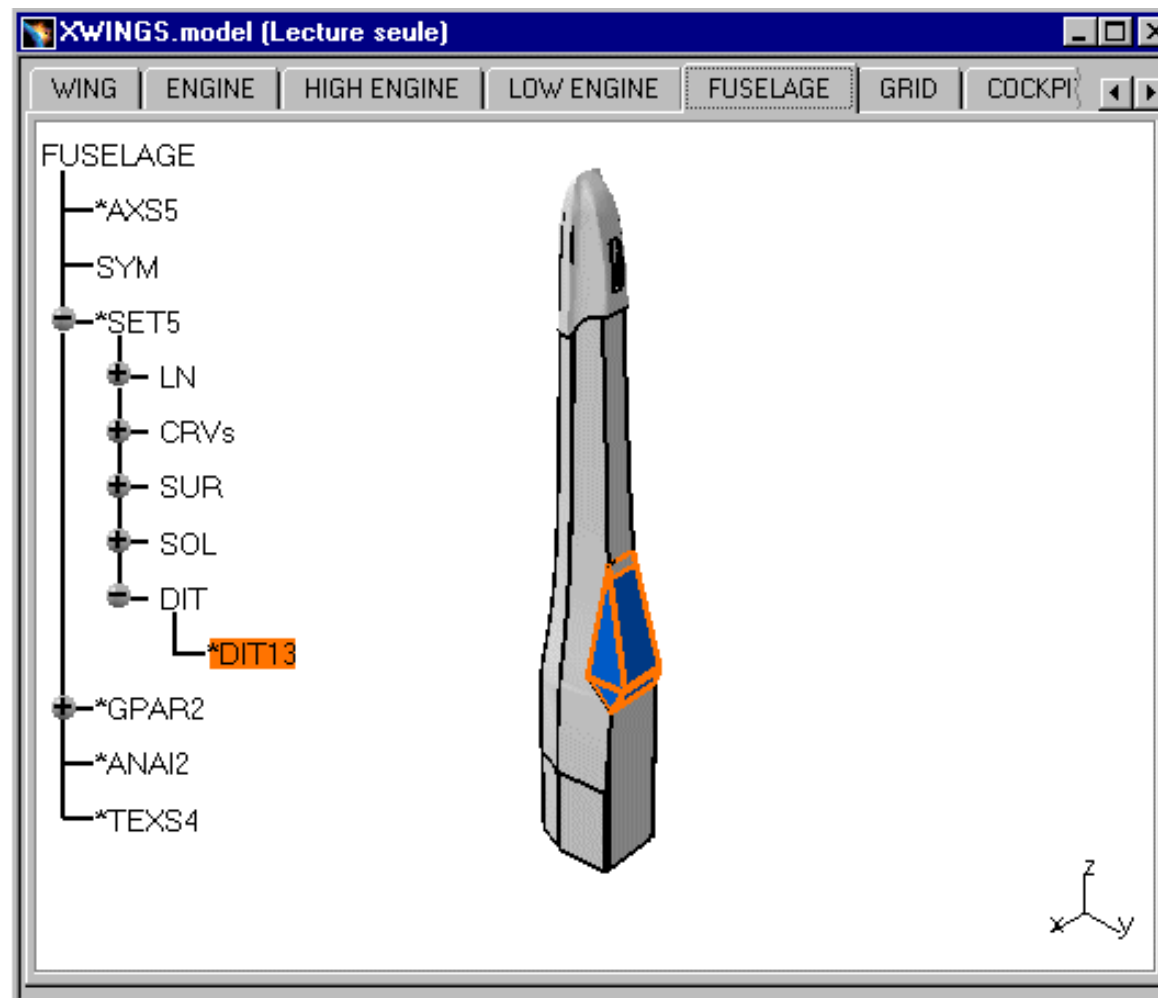 XWINGS.model (Lecture seule)
WING ENGINE HIGH ENGINE LOW ENGINE FUSELAGE GRID COCKPI
FUSELAGE
*AXS5
SYM
*SET5
LN
CRVs
SUR
SOL
DIT
*DIT13
*GPAR2
*ANAI2
*TEXS4
z
x y